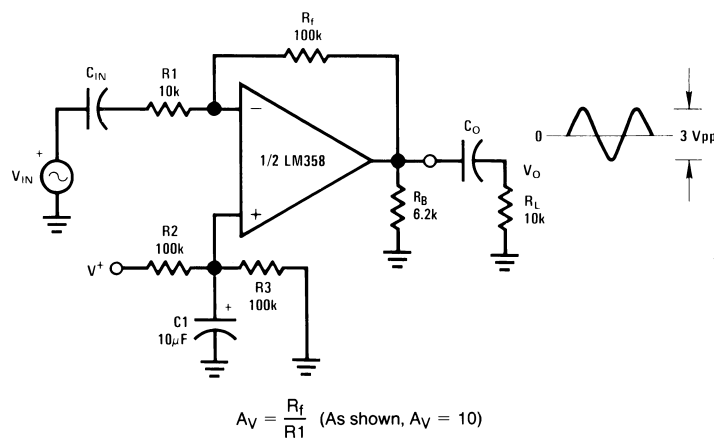 Rf
100k
CIN
R1
10k
−
+
1/2 LM358
+
VIN
CO
0
3 Vpp
VO
RB
6.2k
RL
10k
R2
100k
V+
R3
100k
+
C1
10μF
AV = Rf/R1 (As shown, AV = 10)